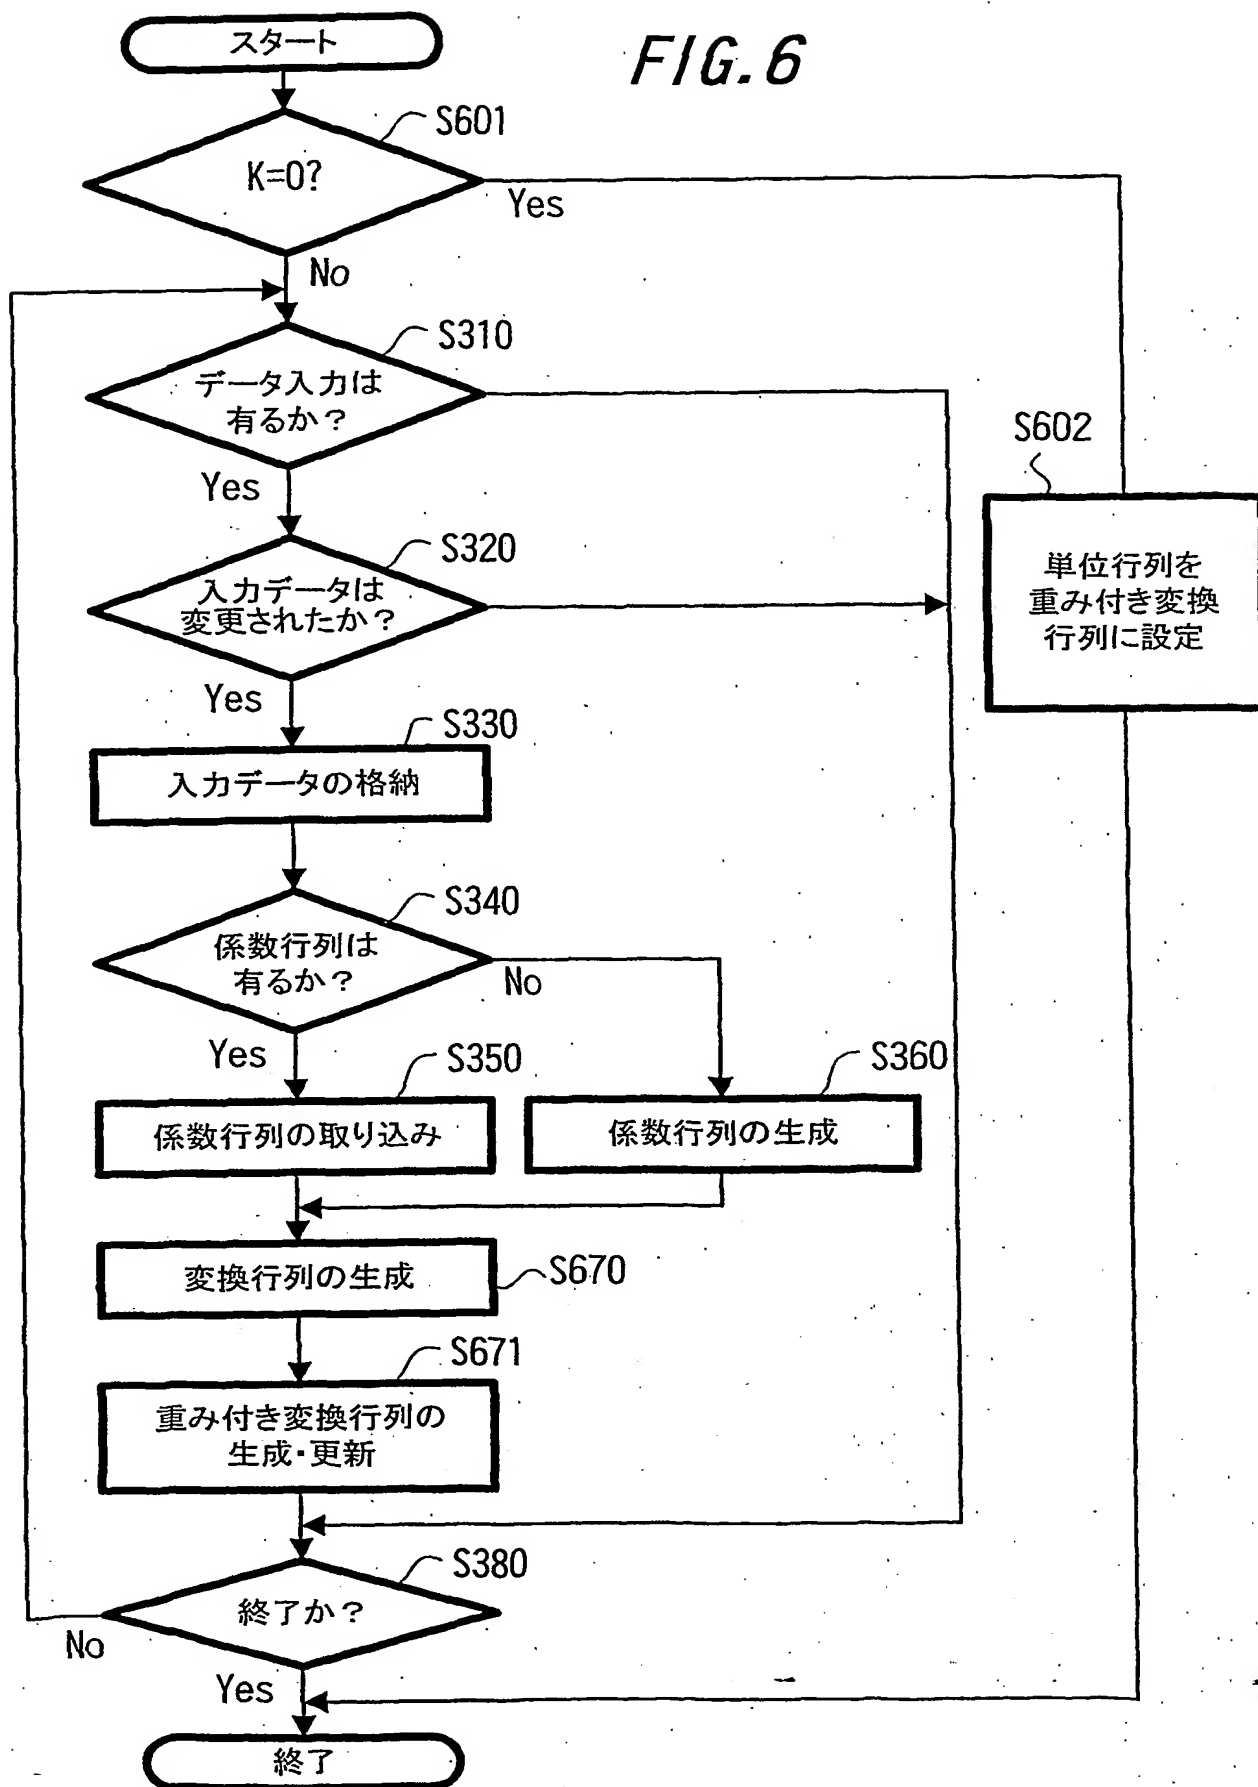 スタート
FIG.6
S601
K=0?
Yes
No
S310
データ入力は
有るか?
Yes
S602
単位行列を
重み付き変換
行列に設定
S320
入力データは
変更されたか?
Yes
S330
入力データの格納
S340
係数行列は
有るか?
No
Yes
S350
係数行列の取り込み
S360
係数行列の生成
変換行列の生成
S670
S671
重み付き変換行列の
生成・更新
S380
終了か?
No
Yes
終了